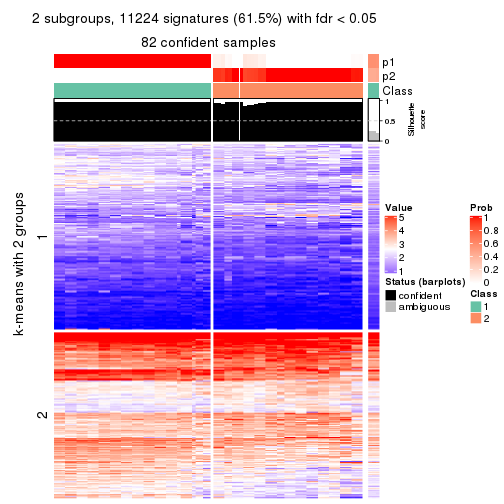 2 subgroups, 11224 signatures (61.5%) with fdr < 0.05
82 confident samples
p1
p2
Class
1
0.5
0
Silhouette
score
k-means with 2 groups
1
2
Value
5
4
3
2
1
Status (barplots)
confident
ambiguous
Prob
1
0.8
0.6
0.4
0.2
0
Class
1
2